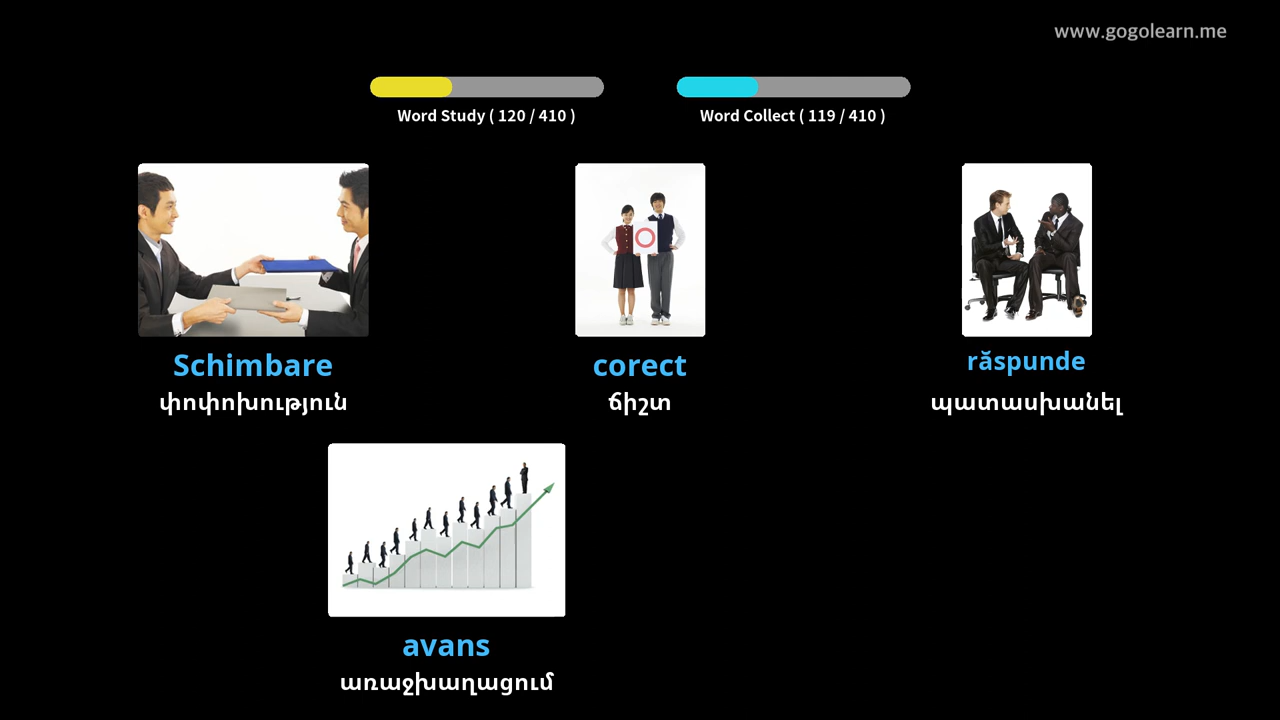 www.gogolearn.me
Word Study ( 120 / 410 )
Word Collect ( 119 / 410 )
Schimbare
փոփոխություն
corect
ճիշտ
răspunde
պատասխանել
avans
առաջխաղացում